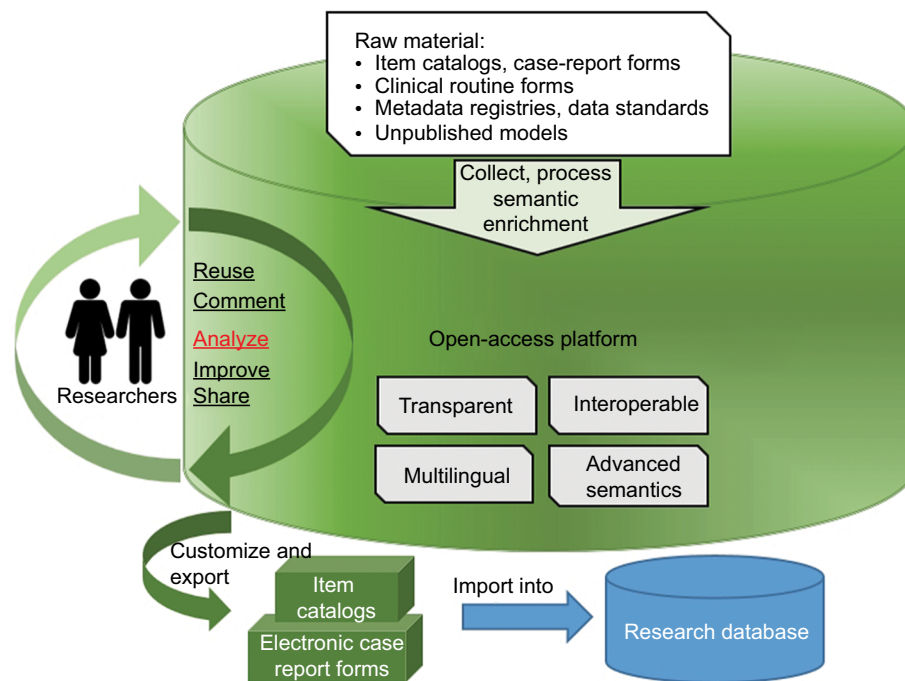 Raw material:
• Item catalogs, case-report forms
• Clinical routine forms
• Metadata registries, data standards
• Unpublished models
Collect, process
semantic
enrichment
Reuse
Comment
Analyze
Improve
Share
Researchers
Open-access platform
Transparent
Interoperable
Multilingual
Advanced
semantics
Customize and
export
Item
catalogs
Electronic case
report forms
Import into
Research database